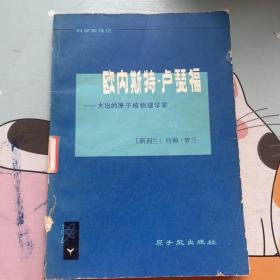 科学家传记
欧内斯特·卢瑟福
——杰出的原子核物理学家
〔新西兰〕约翰·罗兰
原子能出版社